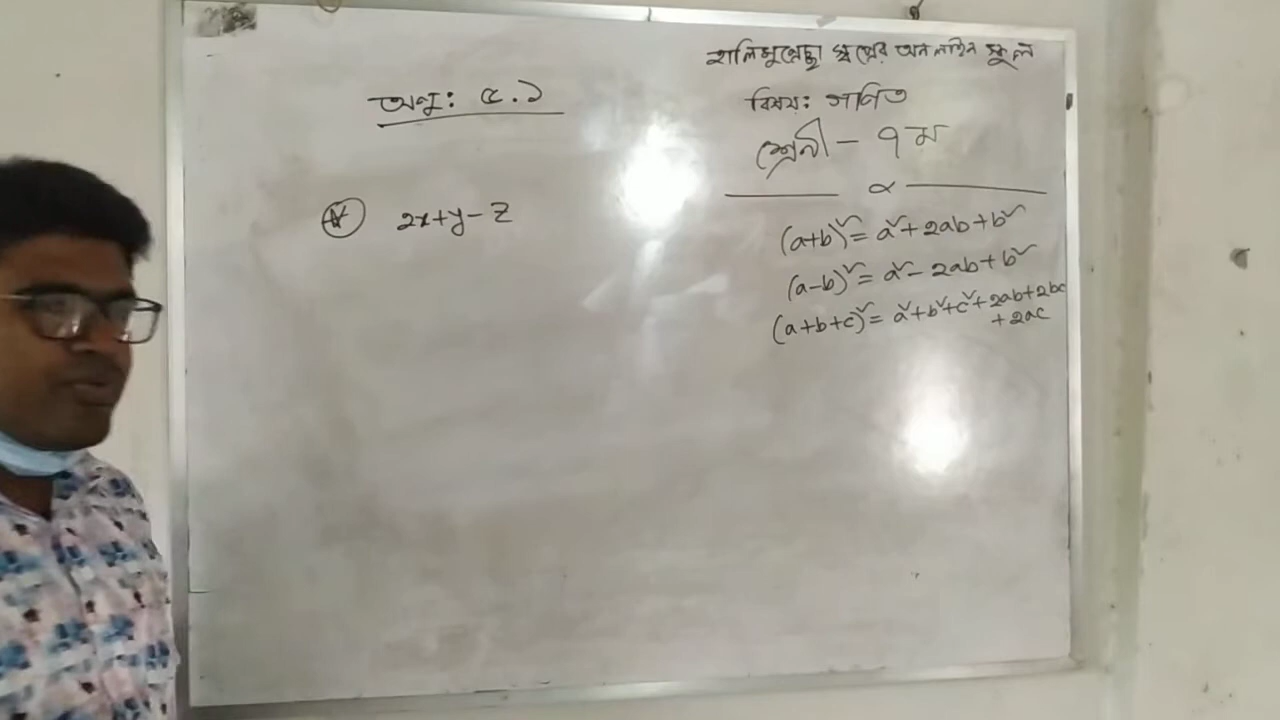 অনু: ৫.১
2x+y-z
স্বপ্নের অনলাইন স্কুল
বিষয়: গণিত
শ্রেনী - ৭ম
(a+b)²= a²+2ab+b²
(a-b)²= a²-2ab+b²
(a+b+c)²= a²+b²+c²+2ab+2bc
+2ac